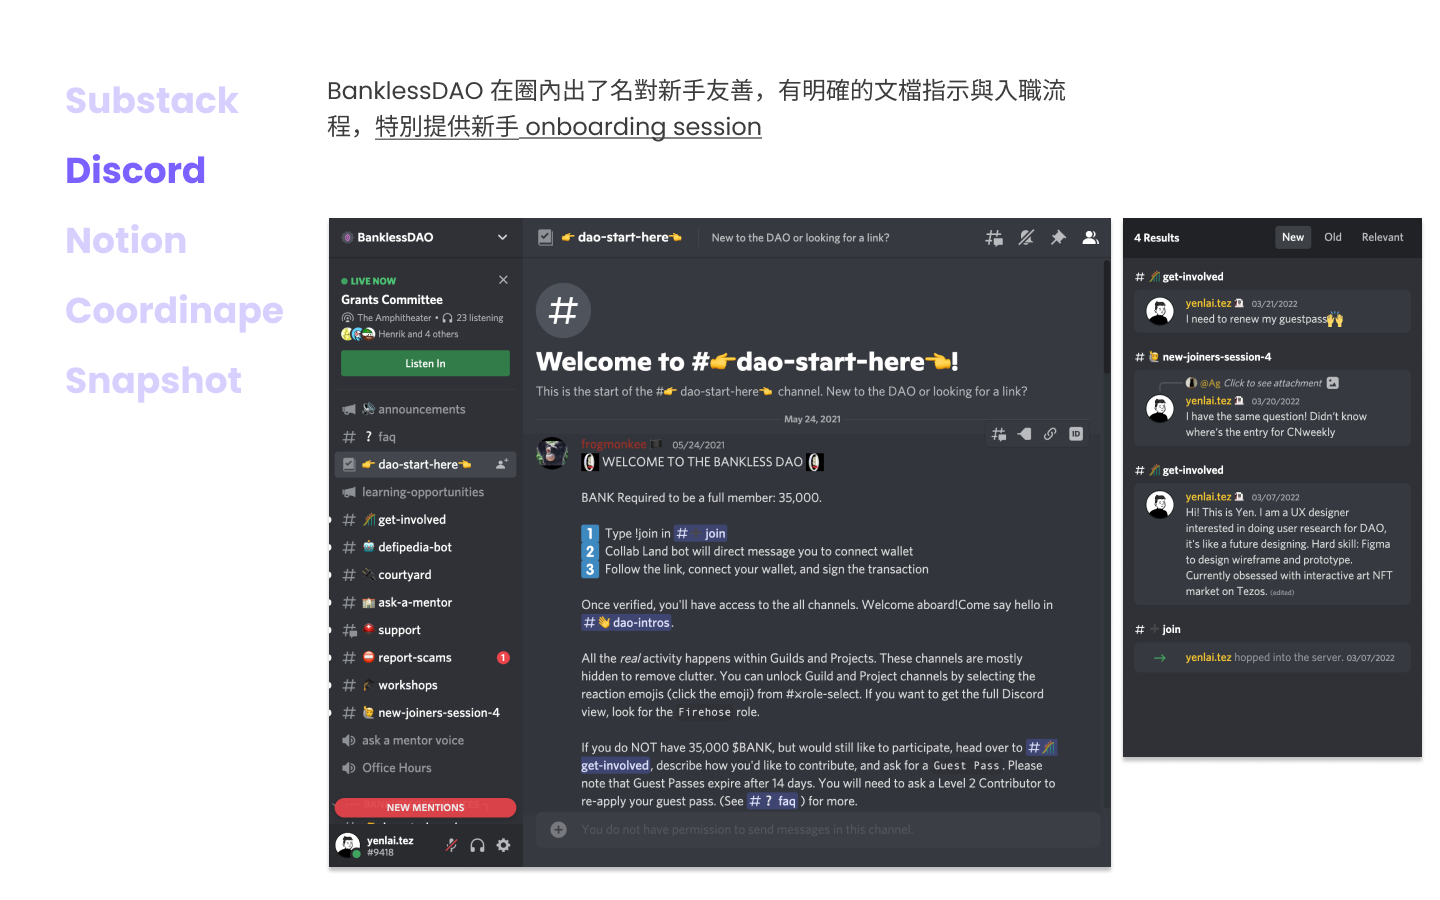 Substack
Discord
Notion
Coordinape
Snapshot
BanklessDAO 在圈內出了名對新手友善，有明確的文檔指示與入職流
程，特別提供新手 onboarding session
BanklessDAO
LIVE NOW
Grants Committee
The Amphitheater • 23 listening
Henrik and 4 others
Listen In
announcements
# ? faq
👉 dao-start-here👈
learning-opportunities
# get-involved
# defipedia-bot
# courtyard
# ask-a-mentor
# support
# report-scams 1
# workshops
# new-joiners-session-4
ask a mentor voice
Office Hours
NEW MENTIONS
yenlai.tez
#9418
👉 dao-start-here👈 New to the DAO or looking for a link?
#
Welcome to #👉dao-start-here👈!
This is the start of the #👉 dao-start-here👈 channel. New to the DAO or looking for a link?
May 24, 2021
frogmonkee 05/24/2021
WELCOME TO THE BANKLESS DAO
BANK Required to be a full member: 35,000.
1 Type !join in # join
2 Collab Land bot will direct message you to connect wallet
3 Follow the link, connect your wallet, and sign the transaction
Once verified, you'll have access to the all channels. Welcome aboard!Come say hello in
# 👋 dao-intros.
All the real activity happens within Guilds and Projects. These channels are mostly
hidden to remove clutter. You can unlock Guild and Project channels by selecting the
reaction emojis (click the emoji) from #⚔role-select. If you want to get the full Discord
view, look for the Firehose role.
If you do NOT have 35,000 $BANK, but would still like to participate, head over to #
get-involved, describe how you'd like to contribute, and ask for a Guest Pass. Please
note that Guest Passes expire after 14 days. You will need to ask a Level 2 Contributor to
re-apply your guest pass. (See # ? faq ) for more.
You do not have permission to send messages in this channel.
ID
4 Results New Old Relevant
# get-involved
yenlai.tez 03/21/2022
I need to renew my guestpass🙌
# new-joiners-session-4
@Ag Click to see attachment
yenlai.tez 03/20/2022
I have the same question! Didn't know
where's the entry for CNweekly
# get-involved
yenlai.tez 03/07/2022
Hi! This is Yen. I am a UX designer
interested in doing user research for DAO,
it's like a future designing. Hard skill: Figma
to design wireframe and prototype.
Currently obsessed with interactive art NFT
market on Tezos. (edited)
# join
yenlai.tez hopped into the server. 03/07/2022